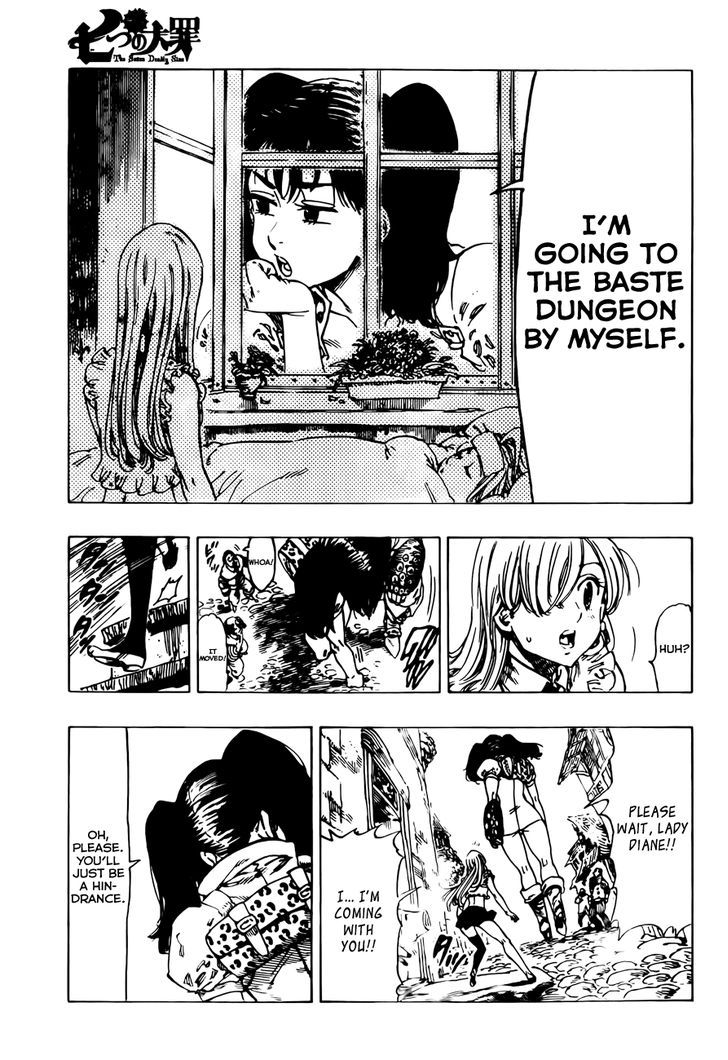 七つの大罪
The Seven Deadly Sins
I'M
GOING TO
THE BASTE
DUNGEON
BY MYSELF.
HUH?
WHOA!
IT
MOVED!
PLEASE
WAIT, LADY
DIANE!!
I... I'M
COMING
WITH
YOU!!
OH,
PLEASE.
YOU'LL
JUST BE
A HIN-
DRANCE.